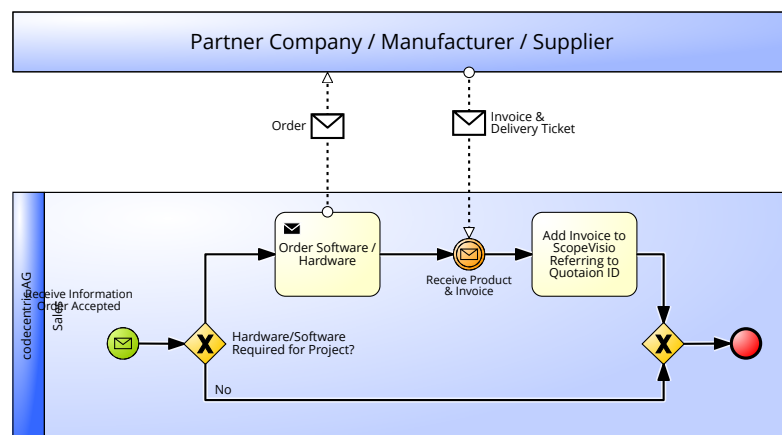 Partner Company / Manufacturer / Supplier
Order
Invoice &
Delivery Ticket
codecentric AG
Sales
Receive Information
Order Accepted
Order Software /
Hardware
Receive Product
& Invoice
Add Invoice to
ScopeVisio
Referring to
Quotaion ID
Hardware/Software
Required for Project?
No